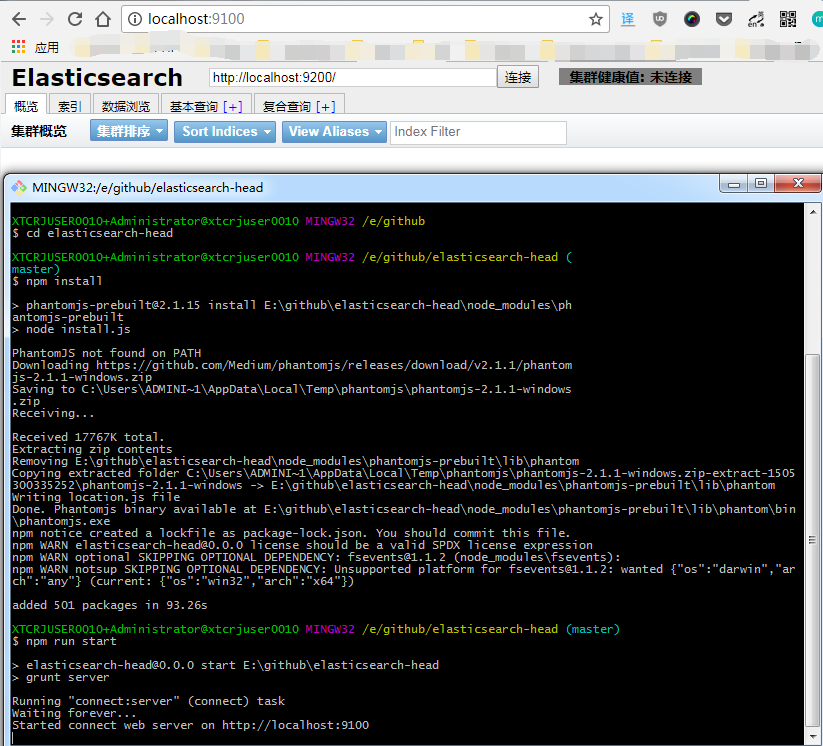 localhost:9100
应用
Elasticsearch http://localhost:9200/ 连接 集群健康值: 未连接
概览 索引 数据浏览 基本查询 [+] 复合查询 [+]
集群概览 集群排序 Sort Indices View Aliases Index Filter
MINGW32:/e/github/elasticsearch-head
XTCRJUSER0010+Administrator@xtcrjuser0010 MINGW32 /e/github
$ cd elasticsearch-head
XTCRJUSER0010+Administrator@xtcrjuser0010 MINGW32 /e/github/elasticsearch-head (
master)
$ npm install
> phantomjs-prebuilt@2.1.15 install E:\github\elasticsearch-head\node_modules\ph
antomjs-prebuilt
> node install.js
PhantomJS not found on PATH
Downloading https://github.com/Medium/phantomjs/releases/download/v2.1.1/phantom
js-2.1.1-windows.zip
Saving to C:\Users\ADMINI~1\AppData\Local\Temp\phantomjs\phantomjs-2.1.1-windows
.zip
Receiving...
Received 17767K total.
Extracting zip contents
Removing E:\github\elasticsearch-head\node_modules\phantomjs-prebuilt\lib\phantom
Copying extracted folder C:\Users\ADMINI~1\AppData\Local\Temp\phantomjs\phantomjs-2.1.1-windows.zip-extract-1505
300335252\phantomjs-2.1.1-windows -> E:\github\elasticsearch-head\node_modules\phantomjs-prebuilt\lib\phantom
Writing location.js file
Done. Phantomjs binary available at E:\github\elasticsearch-head\node_modules\phantomjs-prebuilt\lib\phantom\bin
\phantomjs.exe
npm notice created a lockfile as package-lock.json. You should commit this file.
npm WARN elasticsearch-head@0.0.0 license should be a valid SPDX license expression
npm WARN optional SKIPPING OPTIONAL DEPENDENCY: fsevents@1.1.2 (node_modules\fsevents):
npm WARN notsup SKIPPING OPTIONAL DEPENDENCY: Unsupported platform for fsevents@1.1.2: wanted {"os":"darwin","ar
ch":"any"} (current: {"os":"win32","arch":"x64"})
added 501 packages in 93.26s
XTCRJUSER0010+Administrator@xtcrjuser0010 MINGW32 /e/github/elasticsearch-head (master)
$ npm run start
> elasticsearch-head@0.0.0 start E:\github\elasticsearch-head
> grunt server
Running "connect:server" (connect) task
Waiting forever...
Started connect web server on http://localhost:9100